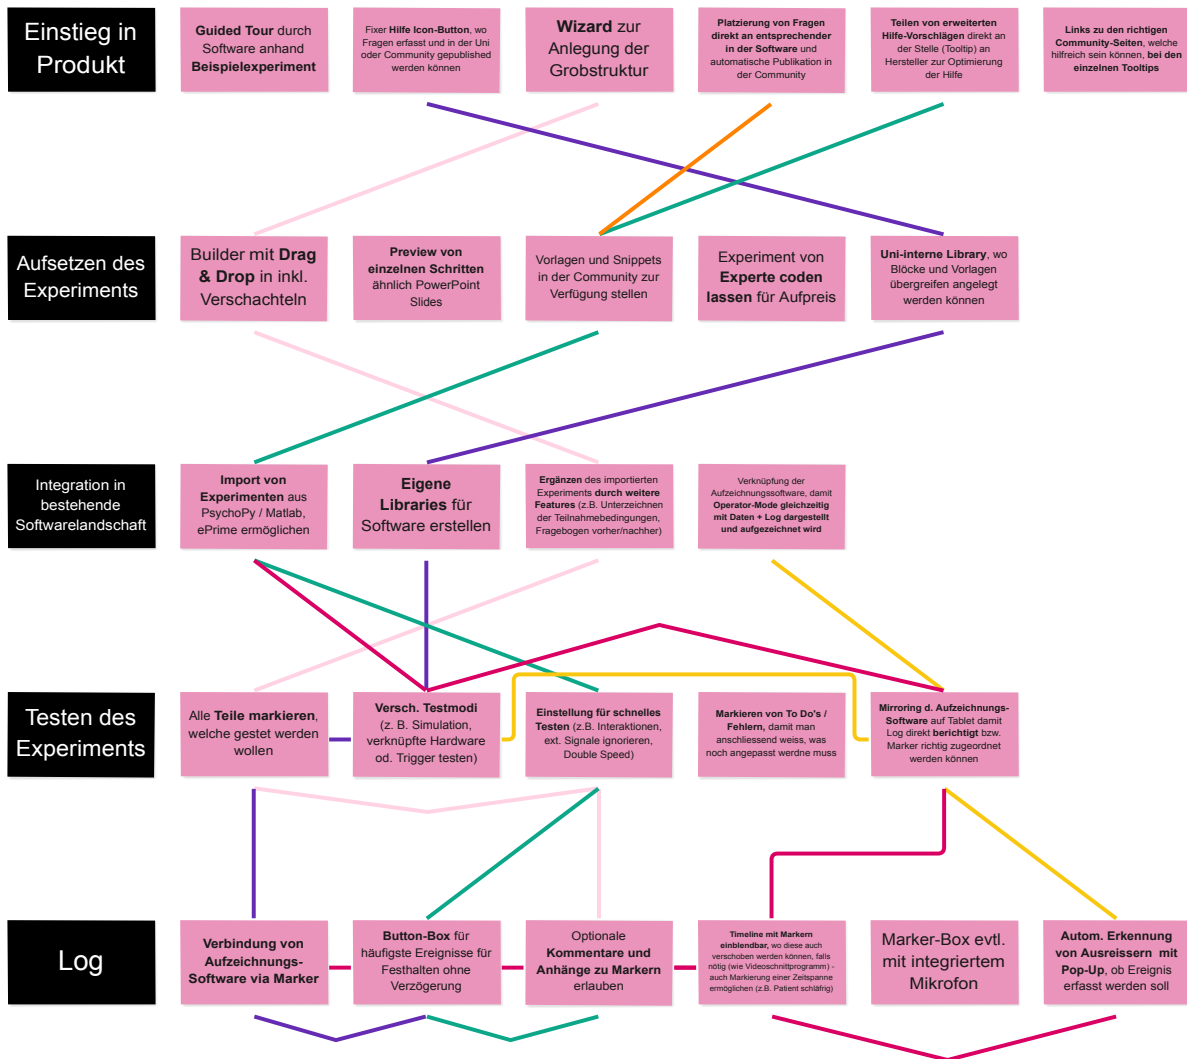 Einstieg in
Produkt
Guided Tour durch
Software anhand
Beispielexperiment
Fixer Hilfe Icon-Button, wo
Fragen erfasst und in der Uni
oder Community gepublished
werden können
Wizard zur
Anlegung der
Grobstruktur
Platzierung von Fragen
direkt an entsprechender
in der Software und
automatische Publikation in
der Community
Teilen von erweiterten
Hilfe-Vorschlägen direkt an
der Stelle (Tooltip) an
Hersteller zur Optimierung
der Hilfe
Links zu den richtigen
Community-Seiten, welche
hilfreich sein können, bei den
einzelnen Tooltips
Aufsetzen des
Experiments
Builder mit Drag
& Drop in inkl.
Verschachteln
Preview von
einzelnen Schritten
ähnlich PowerPoint
Slides
Vorlagen und Snippets
in der Community zur
Verfügung stellen
Experiment von
Experte coden
lassen für Aufpreis
Uni-interne Library, wo
Blöcke und Vorlagen
übergreifen angelegt
werden können
Integration in
bestehende
Softwarelandschaft
Import von
Experimenten aus
PsychoPy / Matlab,
ePrime ermöglichen
Eigene
Libraries für
Software erstellen
Ergänzen des importierten
Experiments durch weitere
Features (z.B. Unterzeichnen
der Teilnahmebedingungen,
Fragebogen vorher/nachher)
Verknüpfung der
Aufzeichnungssoftware, damit
Operator-Mode gleichzeitig
mit Daten + Log dargestellt
und aufgezeichnet wird
Testen des
Experiments
Alle Teile markieren,
welche gestet werden
wollen
Versch. Testmodi
(z. B. Simulation,
verknüpfte Hardware
od. Trigger testen)
Einstellung für schnelles
Testen (z.B. Interaktionen,
ext. Signale ignorieren,
Double Speed)
Markieren von To Do's /
Fehlern, damit man
anschliessend weiss, was
noch angepasst werdne muss
Mirroring d. Aufzeichnungs-
Software auf Tablet damit
Log direkt berichtigt bzw.
Marker richtig zugeordnet
werden können
Log
Verbindung von
Aufzeichnungs-
Software via Marker
Button-Box für
häufigste Ereignisse für
Festhalten ohne
Verzögerung
Optionale
Kommentare und
Anhänge zu Markern
erlauben
Timeline mit Markern
einblendbar, wo diese auch
verschoben werden können, falls
nötig (wie Videoschnittprogramm) -
auch Markierung einer Zeitspanne
ermöglichen (z.B. Patient schläfrig)
Marker-Box evtl.
mit integriertem
Mikrofon
Autom. Erkennung
von Ausreissern mit
Pop-Up, ob Ereignis
erfasst werden soll